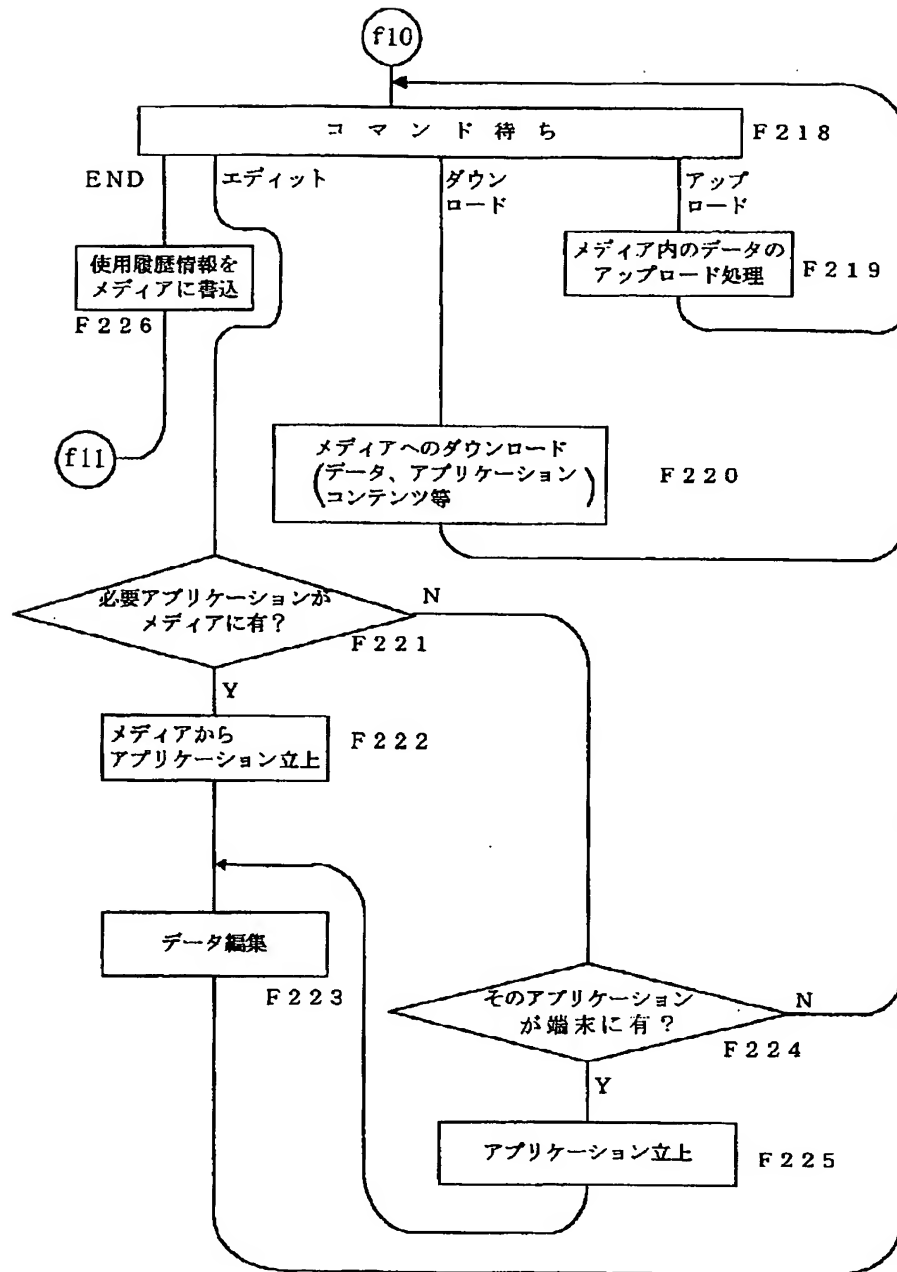 f10
コマンド待ち
F218
END
エディット
ダウン
ロード
アップ
ロード
使用履歴情報を
メディアに書込
F226
メディア内のデータの
アップロード処理
F219
f11
メディアへのダウンロード
(データ、アプリケーション
コンテンツ等)
F220
必要アプリケーションが
メディアに有?
N
F221
Y
メディアから
アプリケーション立上
F222
データ編集
F223
そのアプリケーション
が端末に有?
N
F224
Y
アプリケーション立上
F225